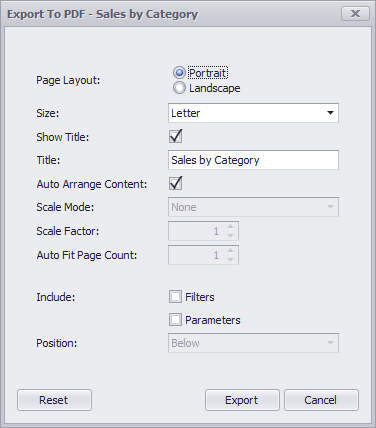 Export To PDF - Sales by Category
Page Layout:
Portrait
Landscape
Size:
Letter
Show Title:
Title:
Sales by Category
Auto Arrange Content:
Scale Mode:
None
Scale Factor:
1
Auto Fit Page Count:
1
Include:
Filters
Parameters
Position:
Below
Reset
Export
Cancel